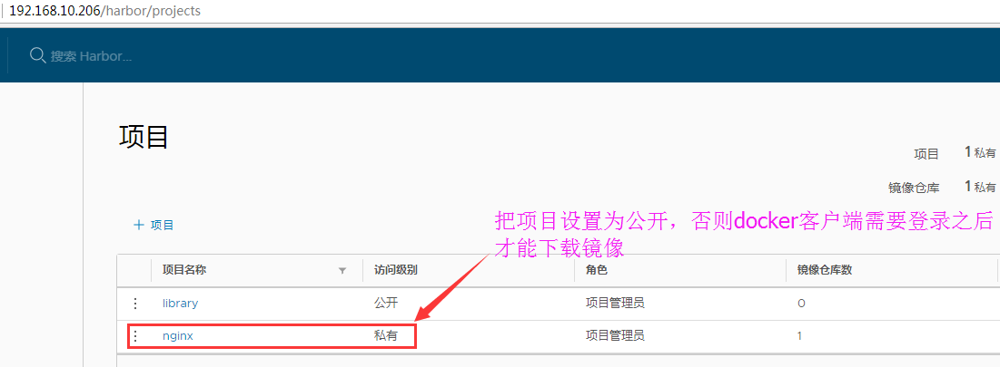 192.168.10.206/harbor/projects
搜索 Harbor...
项目
项目 1 私有
镜像仓库 1 私有
+ 项目
把项目设置为公开，否则docker客户端需要登录之后
才能下载镜像
项目名称 访问级别 角色 镜像仓库数
library 公开 项目管理员 0
nginx 私有 项目管理员 1